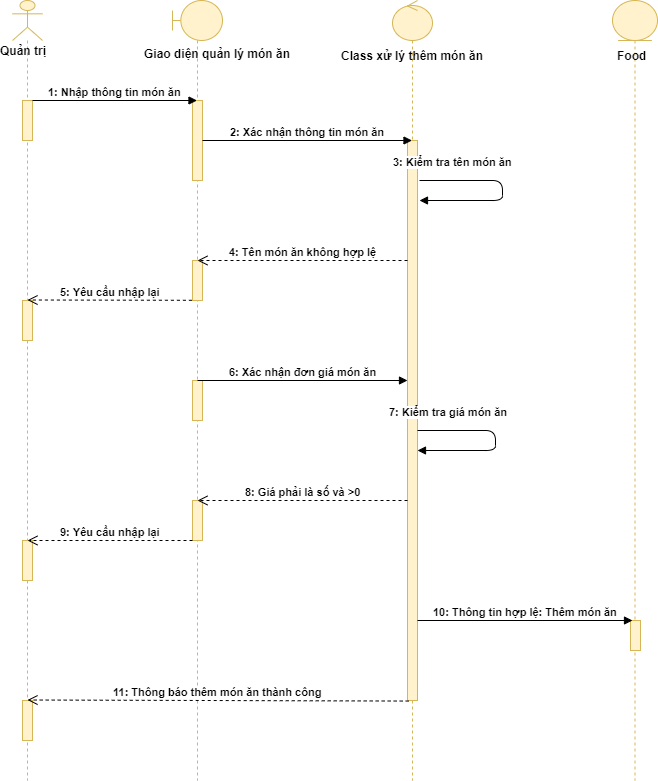 Quản trị
Giao diện quản lý món ăn
Class xử lý thêm món ăn
Food
1: Nhập thông tin món ăn
2: Xác nhận thông tin món ăn
3: Kiểm tra tên món ăn
4: Tên món ăn không hợp lệ
5: Yêu cầu nhập lại
6: Xác nhận đơn giá món ăn
7: Kiểm tra giá món ăn
8: Giá phải là số và >0
9: Yêu cầu nhập lại
10: Thông tin hợp lệ: Thêm món ăn
11: Thông báo thêm món ăn thành công